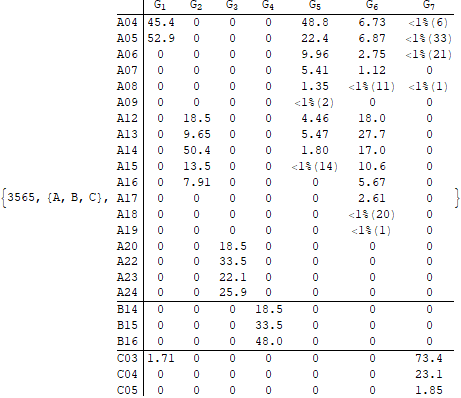 G1 G2 G3 G4 G5 G6 G7
A04 45.4 0 0 0 48.8 6.73 <1%(6)
A05 52.9 0 0 0 22.4 6.87 <1%(33)
A06 0 0 0 0 9.96 2.75 <1%(21)
A07 0 0 0 0 5.41 1.12 0
A08 0 0 0 0 1.35 <1%(11) <1%(1)
A09 0 0 0 0 <1%(2) 0 0
A12 0 18.5 0 0 4.46 18.0 0
A13 0 9.65 0 0 5.47 27.7 0
A14 0 50.4 0 0 1.80 17.0 0
A15 0 13.5 0 0 <1%(14) 10.6 0
A16 0 7.91 0 0 0 5.67 0
{3565, {A, B, C}, A17 0 0 0 0 0 2.61 0 }
A18 0 0 0 0 0 <1%(20) 0
A19 0 0 0 0 0 <1%(1) 0
A20 0 0 18.5 0 0 0 0
A22 0 0 33.5 0 0 0 0
A23 0 0 22.1 0 0 0 0
A24 0 0 25.9 0 0 0 0
B14 0 0 0 18.5 0 0 0
B15 0 0 0 33.5 0 0 0
B16 0 0 0 48.0 0 0 0
C03 1.71 0 0 0 0 0 73.4
C04 0 0 0 0 0 0 23.1
C05 0 0 0 0 0 0 1.85